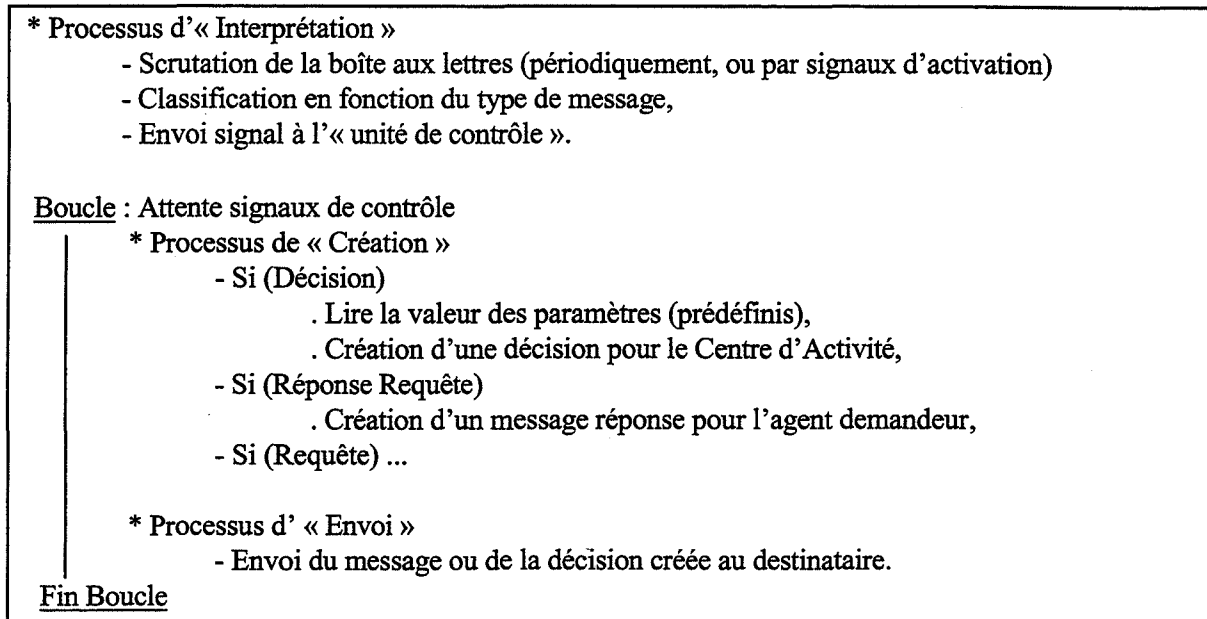 * Processus d'« Interprétation »
- Scrutation de la boîte aux lettres (périodiquement, ou par signaux d'activation)
- Classification en fonction du type de message,
- Envoi signal à l'« unité de contrôle ».
Boucle : Attente signaux de contrôle
* Processus de « Création »
- Si (Décision)
. Lire la valeur des paramètres (prédéfinis),
. Création d'une décision pour le Centre d'Activité,
- Si (Réponse Requête)
. Création d'un message réponse pour l'agent demandeur,
- Si (Requête) ...
* Processus d' « Envoi »
- Envoi du message ou de la décision créée au destinataire.
Fin Boucle